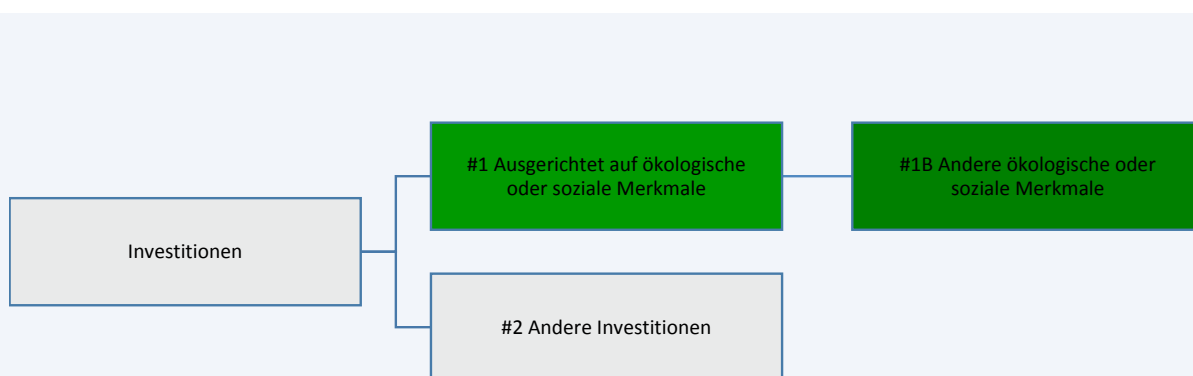 #1 Ausgerichtet auf ökologische
oder soziale Merkmale
#1B Andere ökologische oder
soziale Merkmale
Investitionen
#2 Andere Investitionen